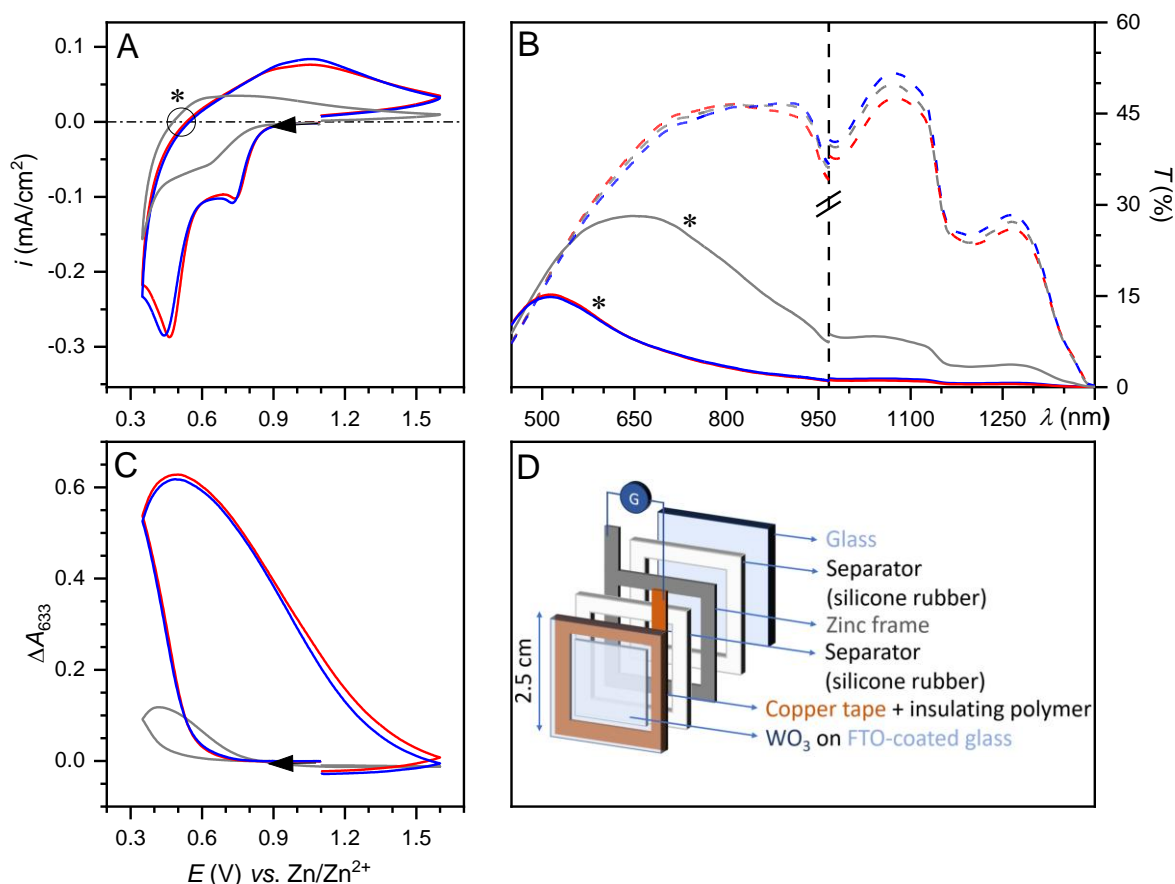 A
0.1
0.0
-0.1
-0.2
-0.3
i (mA/cm²)
*
0.3 0.6 0.9 1.2 1.5
B
60
45
30
15
0
T (%)
*
*
500 650 800 950 1100 1250 λ (nm)
C
0.6
0.4
0.2
0.0
ΔA₆₃₃
0.3 0.6 0.9 1.2 1.5
E (V) vs. Zn/Zn²⁺
D
G
Glass
Separator
(silicone rubber)
Zinc frame
Separator
(silicone rubber)
Copper tape + insulating polymer
WO₃ on FTO-coated glass
2.5 cm